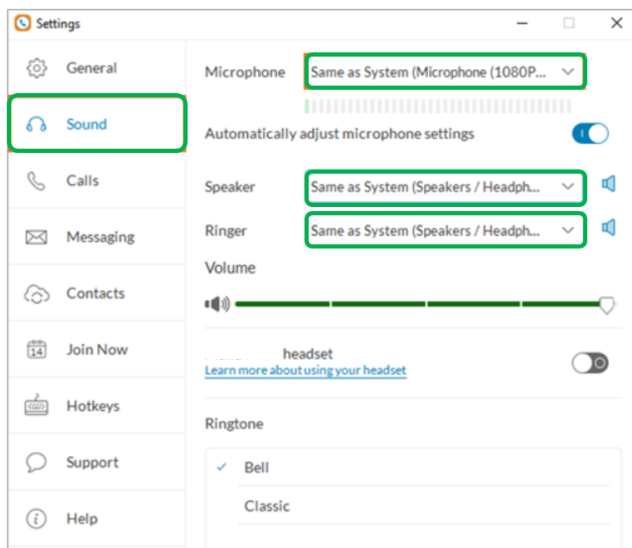 Settings
General
Microphone
Same as System (Microphone (1080P...
Sound
Automatically adjust microphone settings
Calls
Speaker
Same as System (Speakers / Headph...
Messaging
Ringer
Same as System (Speakers / Headph...
Volume
Contacts
14
Join Now
headset
Learn more about using your headset
Hotkeys
Ringtone
Support
Bell
Classic
Help